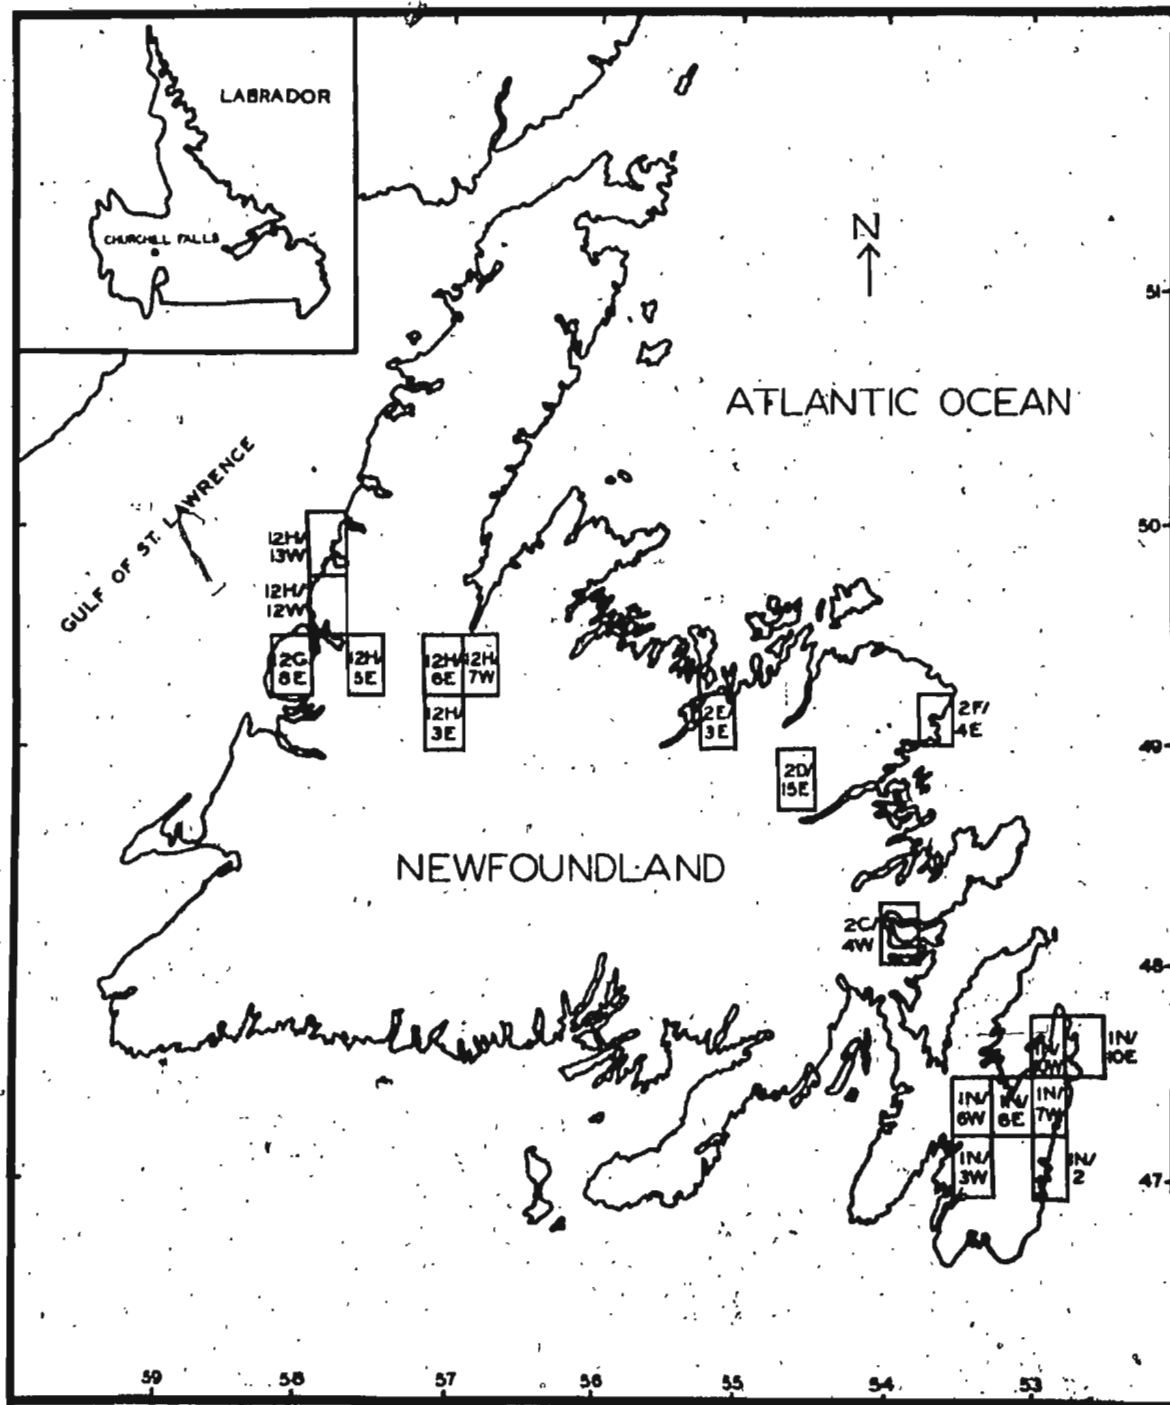 LABRADOR
CHURCHILL FALLS
N
51
ATLANTIC OCEAN
GULF OF ST. LAWRENCE
50
12H/
13W
12H/
12W
12G
8E
12H/
5E
12H/
6E
12H/
7W
12H/
3E
2E/
3E
2F/
4E
49
2D/
15E
NEWFOUNDLAND
2C/
4W
48
1N/
10W
1N/
10E
1N/
6W
1N/
6E
1N/
7W
1N/
3W
1N/
2
47
59
58
57
56
55
54
53